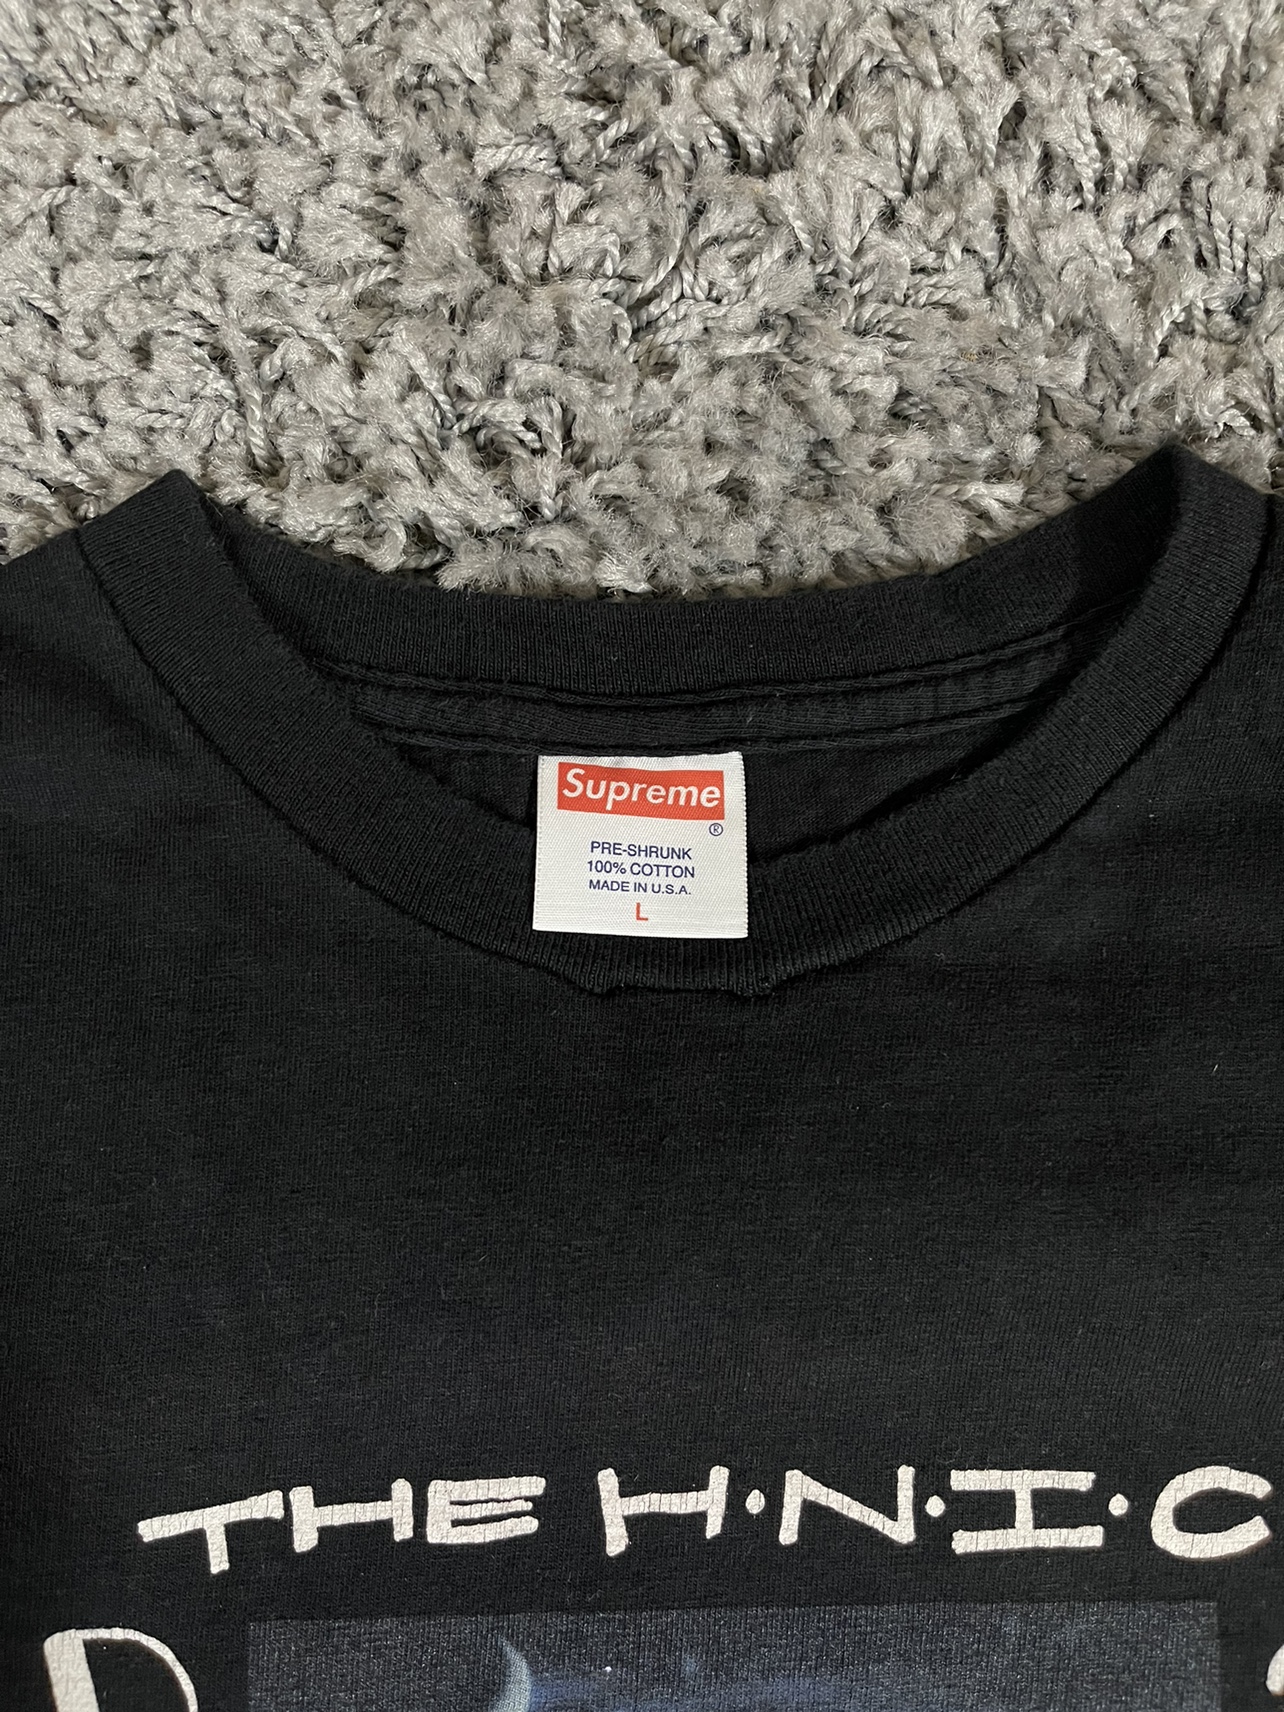 Supreme
®
PRE-SHRUNK
100% COTTON
MADE IN U.S.A.
L
THE H·N·I·C